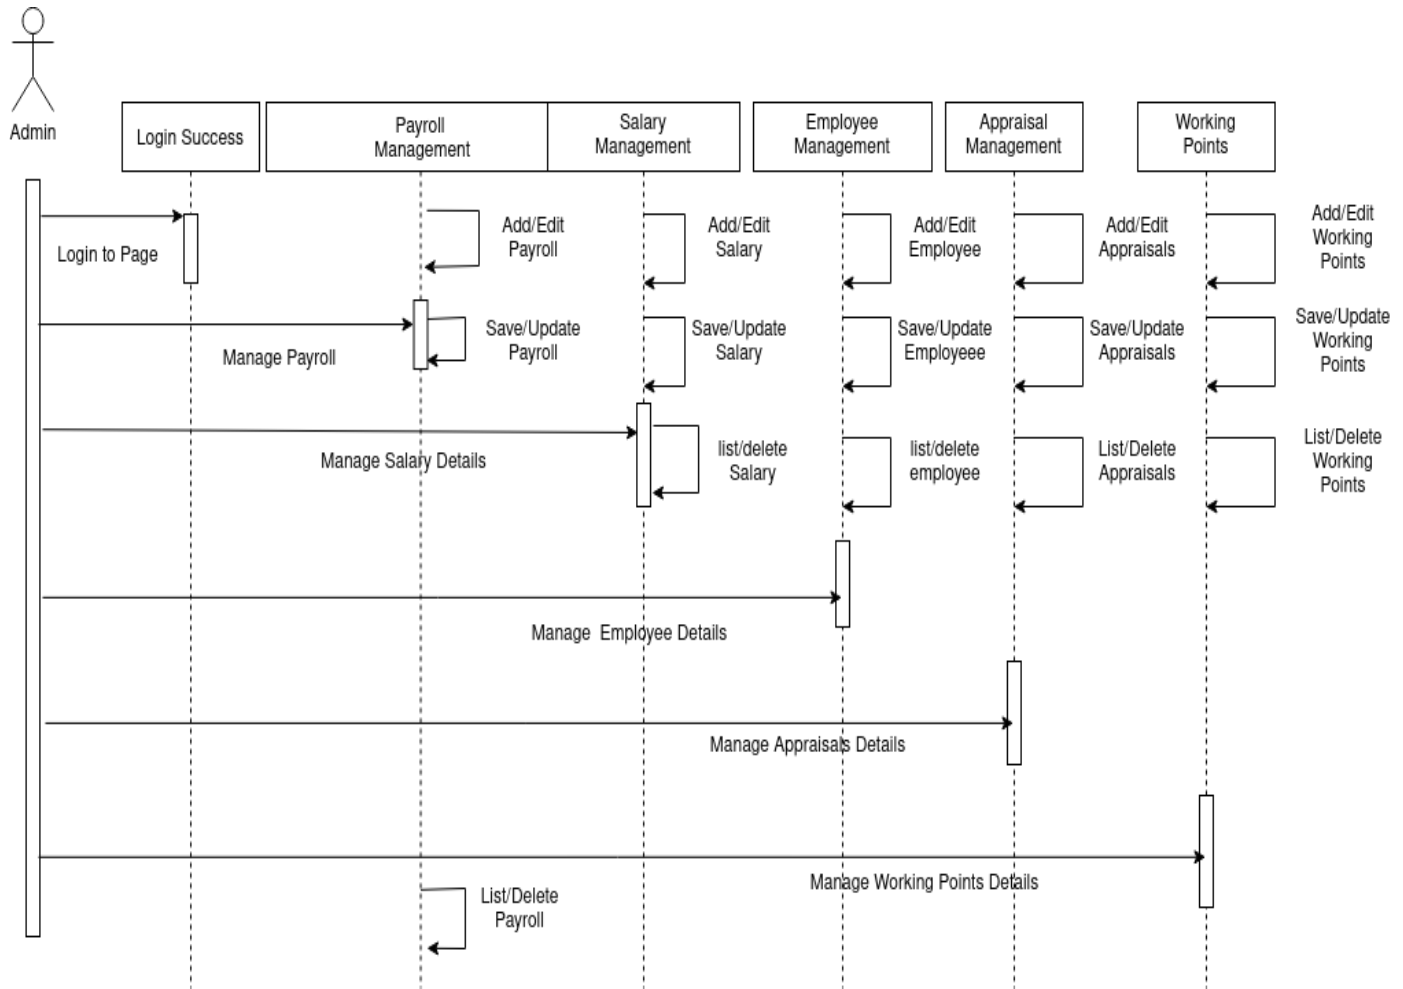 Admin
Login Success
Payroll
Management
Salary
Management
Employee
Management
Appraisal
Management
Working
Points
Login to Page
Add/Edit
Payroll
Add/Edit
Salary
Add/Edit
Employee
Add/Edit
Appraisals
Add/Edit
Working
Points
Manage Payroll
Save/Update
Payroll
Save/Update
Salary
Save/Update
Employeee
Save/Update
Appraisals
Save/Update
Working
Points
Manage Salary Details
list/delete
Salary
list/delete
employee
List/Delete
Appraisals
List/Delete
Working
Points
Manage  Employee Details
Manage Appraisals Details
Manage Working Points Details
List/Delete
Payroll